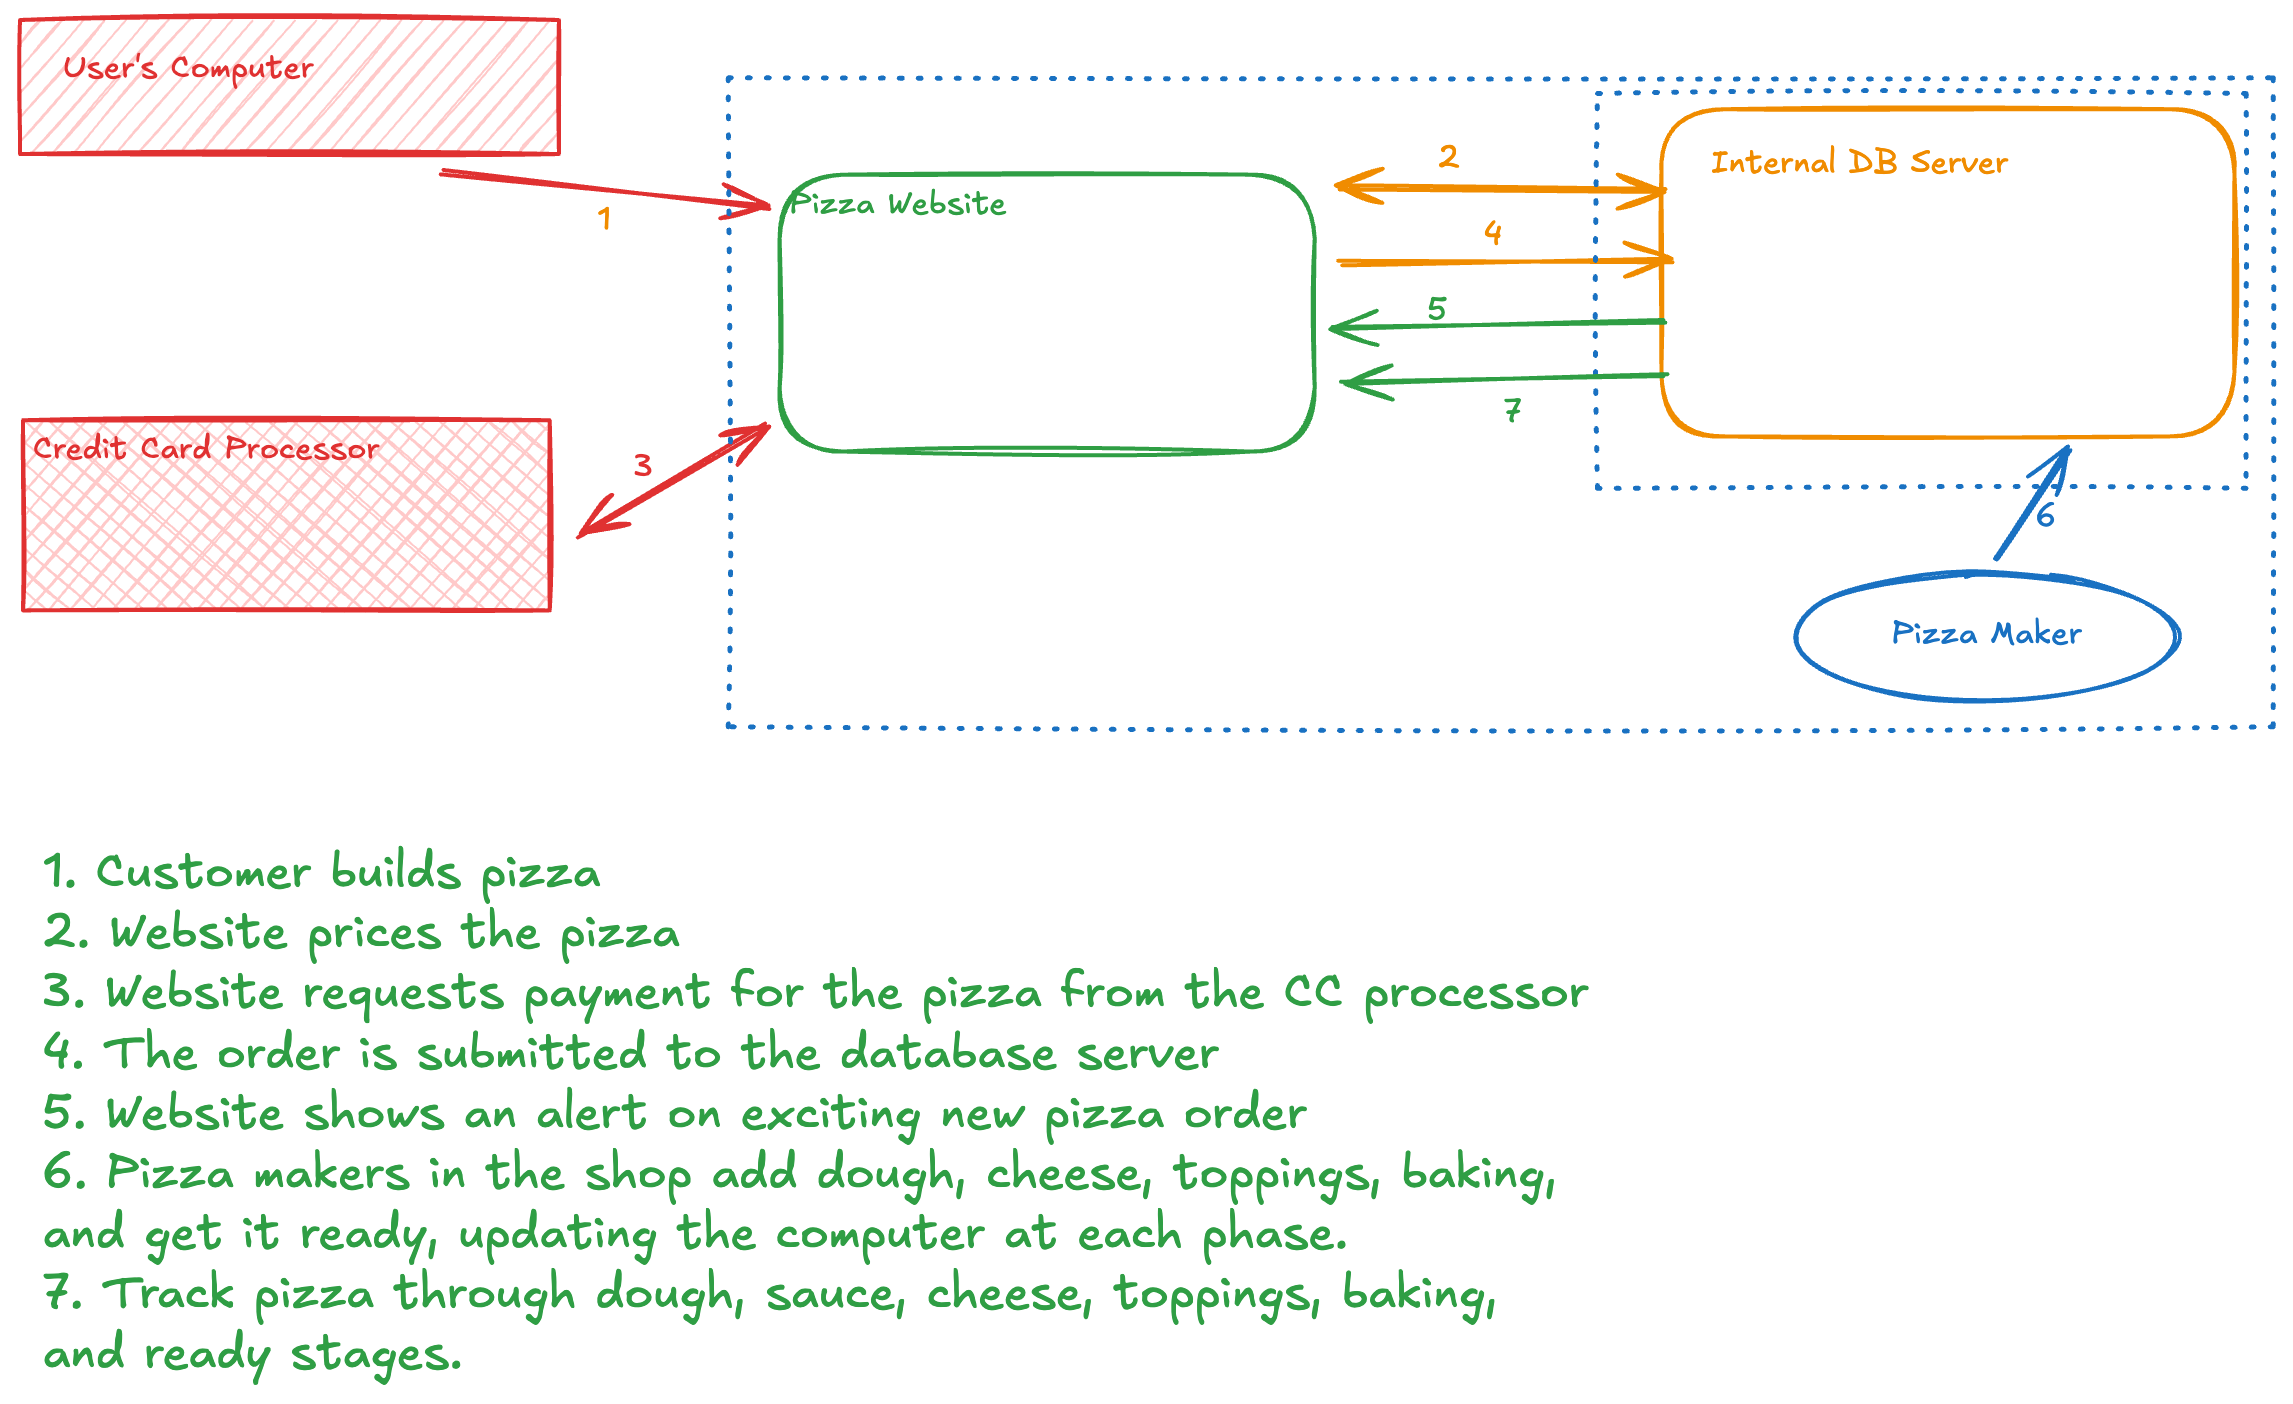 User's Computer
2
Internal DB Server
Pizza Website
1
4
5
7
Credit Card Processor
3
6
Pizza Maker
1. Customer builds pizza
2. Website prices the pizza
3. Website requests payment for the pizza from the CC processor
4. The order is submitted to the database server
5. Website shows an alert on exciting new pizza order
6. Pizza makers in the shop add dough, cheese, toppings, baking,
and get it ready, updating the computer at each phase.
7. Track pizza through dough, sauce, cheese, toppings, baking,
and ready stages.